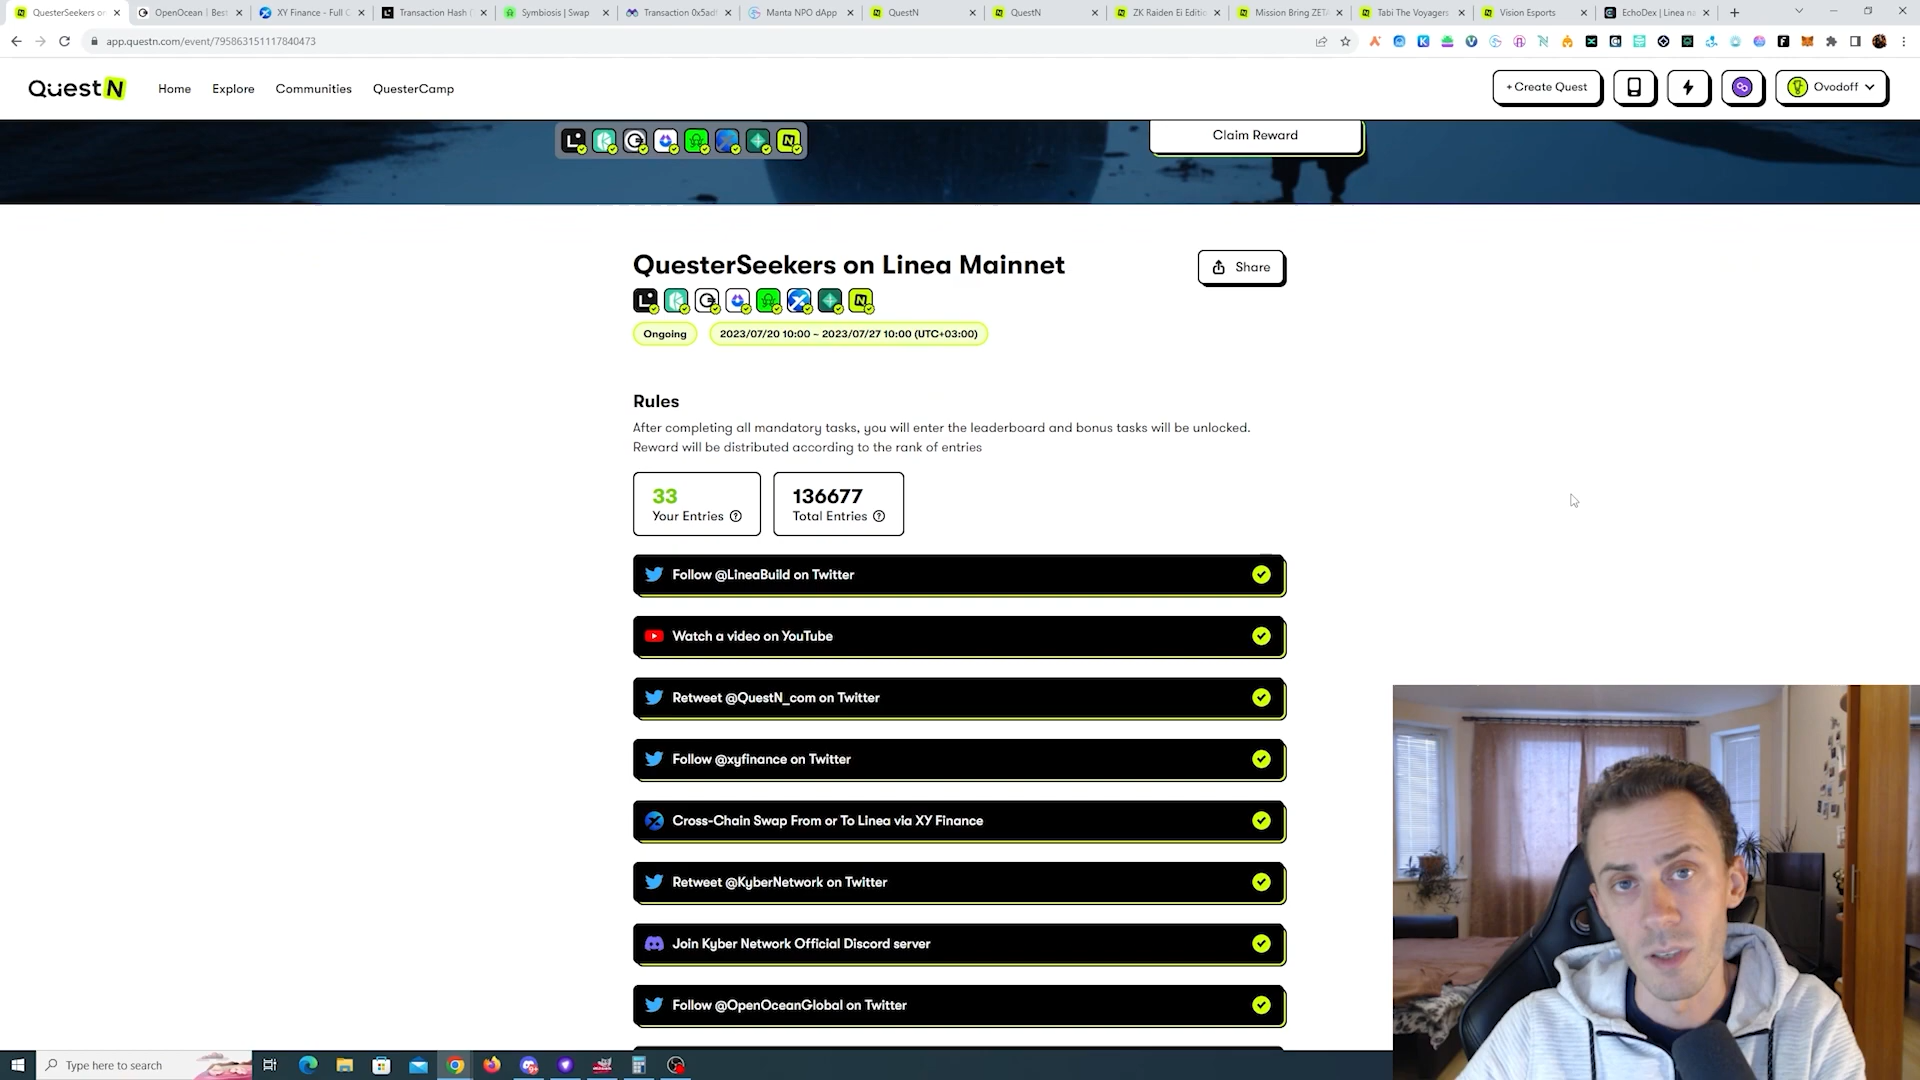 QuesterSeekers on
OpenOcean | Best
XY Finance - Full C
Transaction Hash (
Symbiosis | Swap
Transaction 0x5adf
Manta NPO dApp
QuestN
QuestN
ZK Raiden Ei Editio
Mission Bring ZETA
Tabi The Voyagers
Vision Esports
EchoDex | Linea na
app.questn.com/event/795863151117840473
QuestN
Home
Explore
Communities
QuesterCamp
+ Create Quest
Ovodoff
Claim Reward
QuesterSeekers on Linea Mainnet
Share
Ongoing
2023/07/20 10:00 ~ 2023/07/27 10:00 (UTC+03:00)
Rules
After completing all mandatory tasks, you will enter the leaderboard and bonus tasks will be unlocked.
Reward will be distributed according to the rank of entries
33
Your Entries
136677
Total Entries
Follow @LineaBuild on Twitter
Watch a video on YouTube
Retweet @QuestN_com on Twitter
Follow @xyfinance on Twitter
Cross-Chain Swap From or To Linea via XY Finance
Retweet @KyberNetwork on Twitter
Join Kyber Network Official Discord server
Follow @OpenOceanGlobal on Twitter
Type here to search